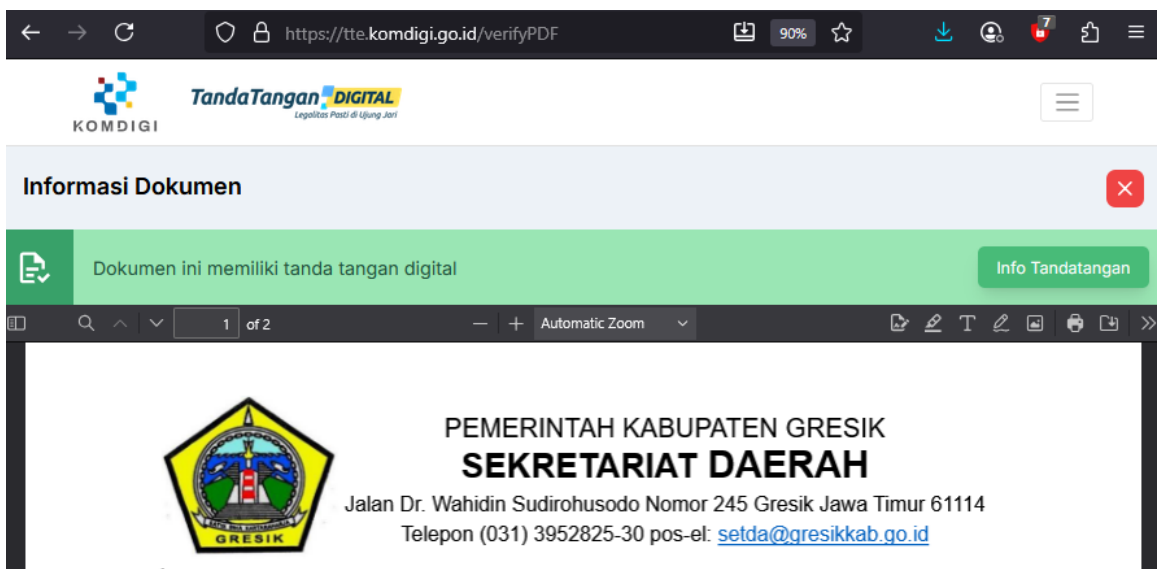 https://tte.komdigi.go.id/verifyPDF
90%
7
KOMDIGI
TandaTangan DIGITAL
Legalitas Pasti di Ujung Jari
Informasi Dokumen
Dokumen ini memiliki tanda tangan digital
Info Tandatangan
1 of 2
Automatic Zoom
PEMERINTAH KABUPATEN GRESIK
SEKRETARIAT DAERAH
Jalan Dr. Wahidin Sudirohusodo Nomor 245 Gresik Jawa Timur 61114
Telepon (031) 3952825-30 pos-el: setda@gresikkab.go.id
GRESIK